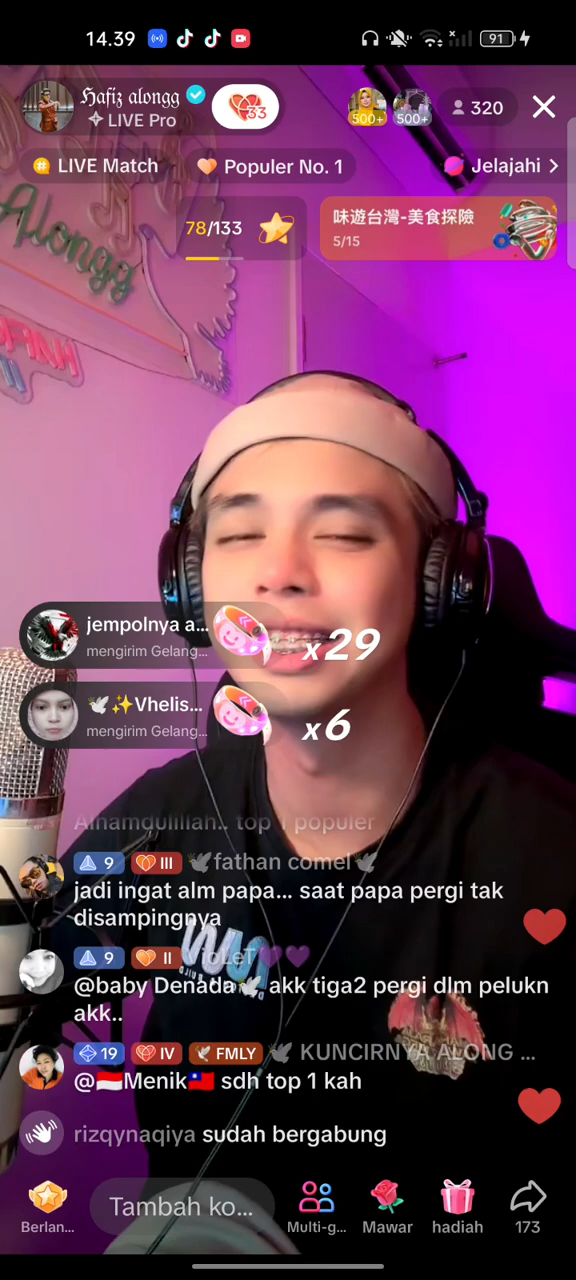 14.39
91
Hafiz alongg
LIVE Pro
33
500+
500+
320
LIVE Match
Populer No. 1
Jelajahi
Alongg
78/133
味遊台灣-美食探險
5/15
jempolnya a...
mengirim Gelang...
x29
Vhelis...
mengirim Gelang...
x6
Alhamdulillah.. top 1 populer
9 III fathan comel
jadi ingat alm papa... saat papa pergi tak
disampingnya
9 II VioLeT
@baby Denada akk tiga2 pergi dlm pelukn
akk..
19 IV FMLY KUNCIRNYA ALONG ...
@🇮🇩Menik🇹🇼 sdh top 1 kah
rizqynaqiya sudah bergabung
Berlan...
Tambah ko...
Multi-g...
Mawar
hadiah
173